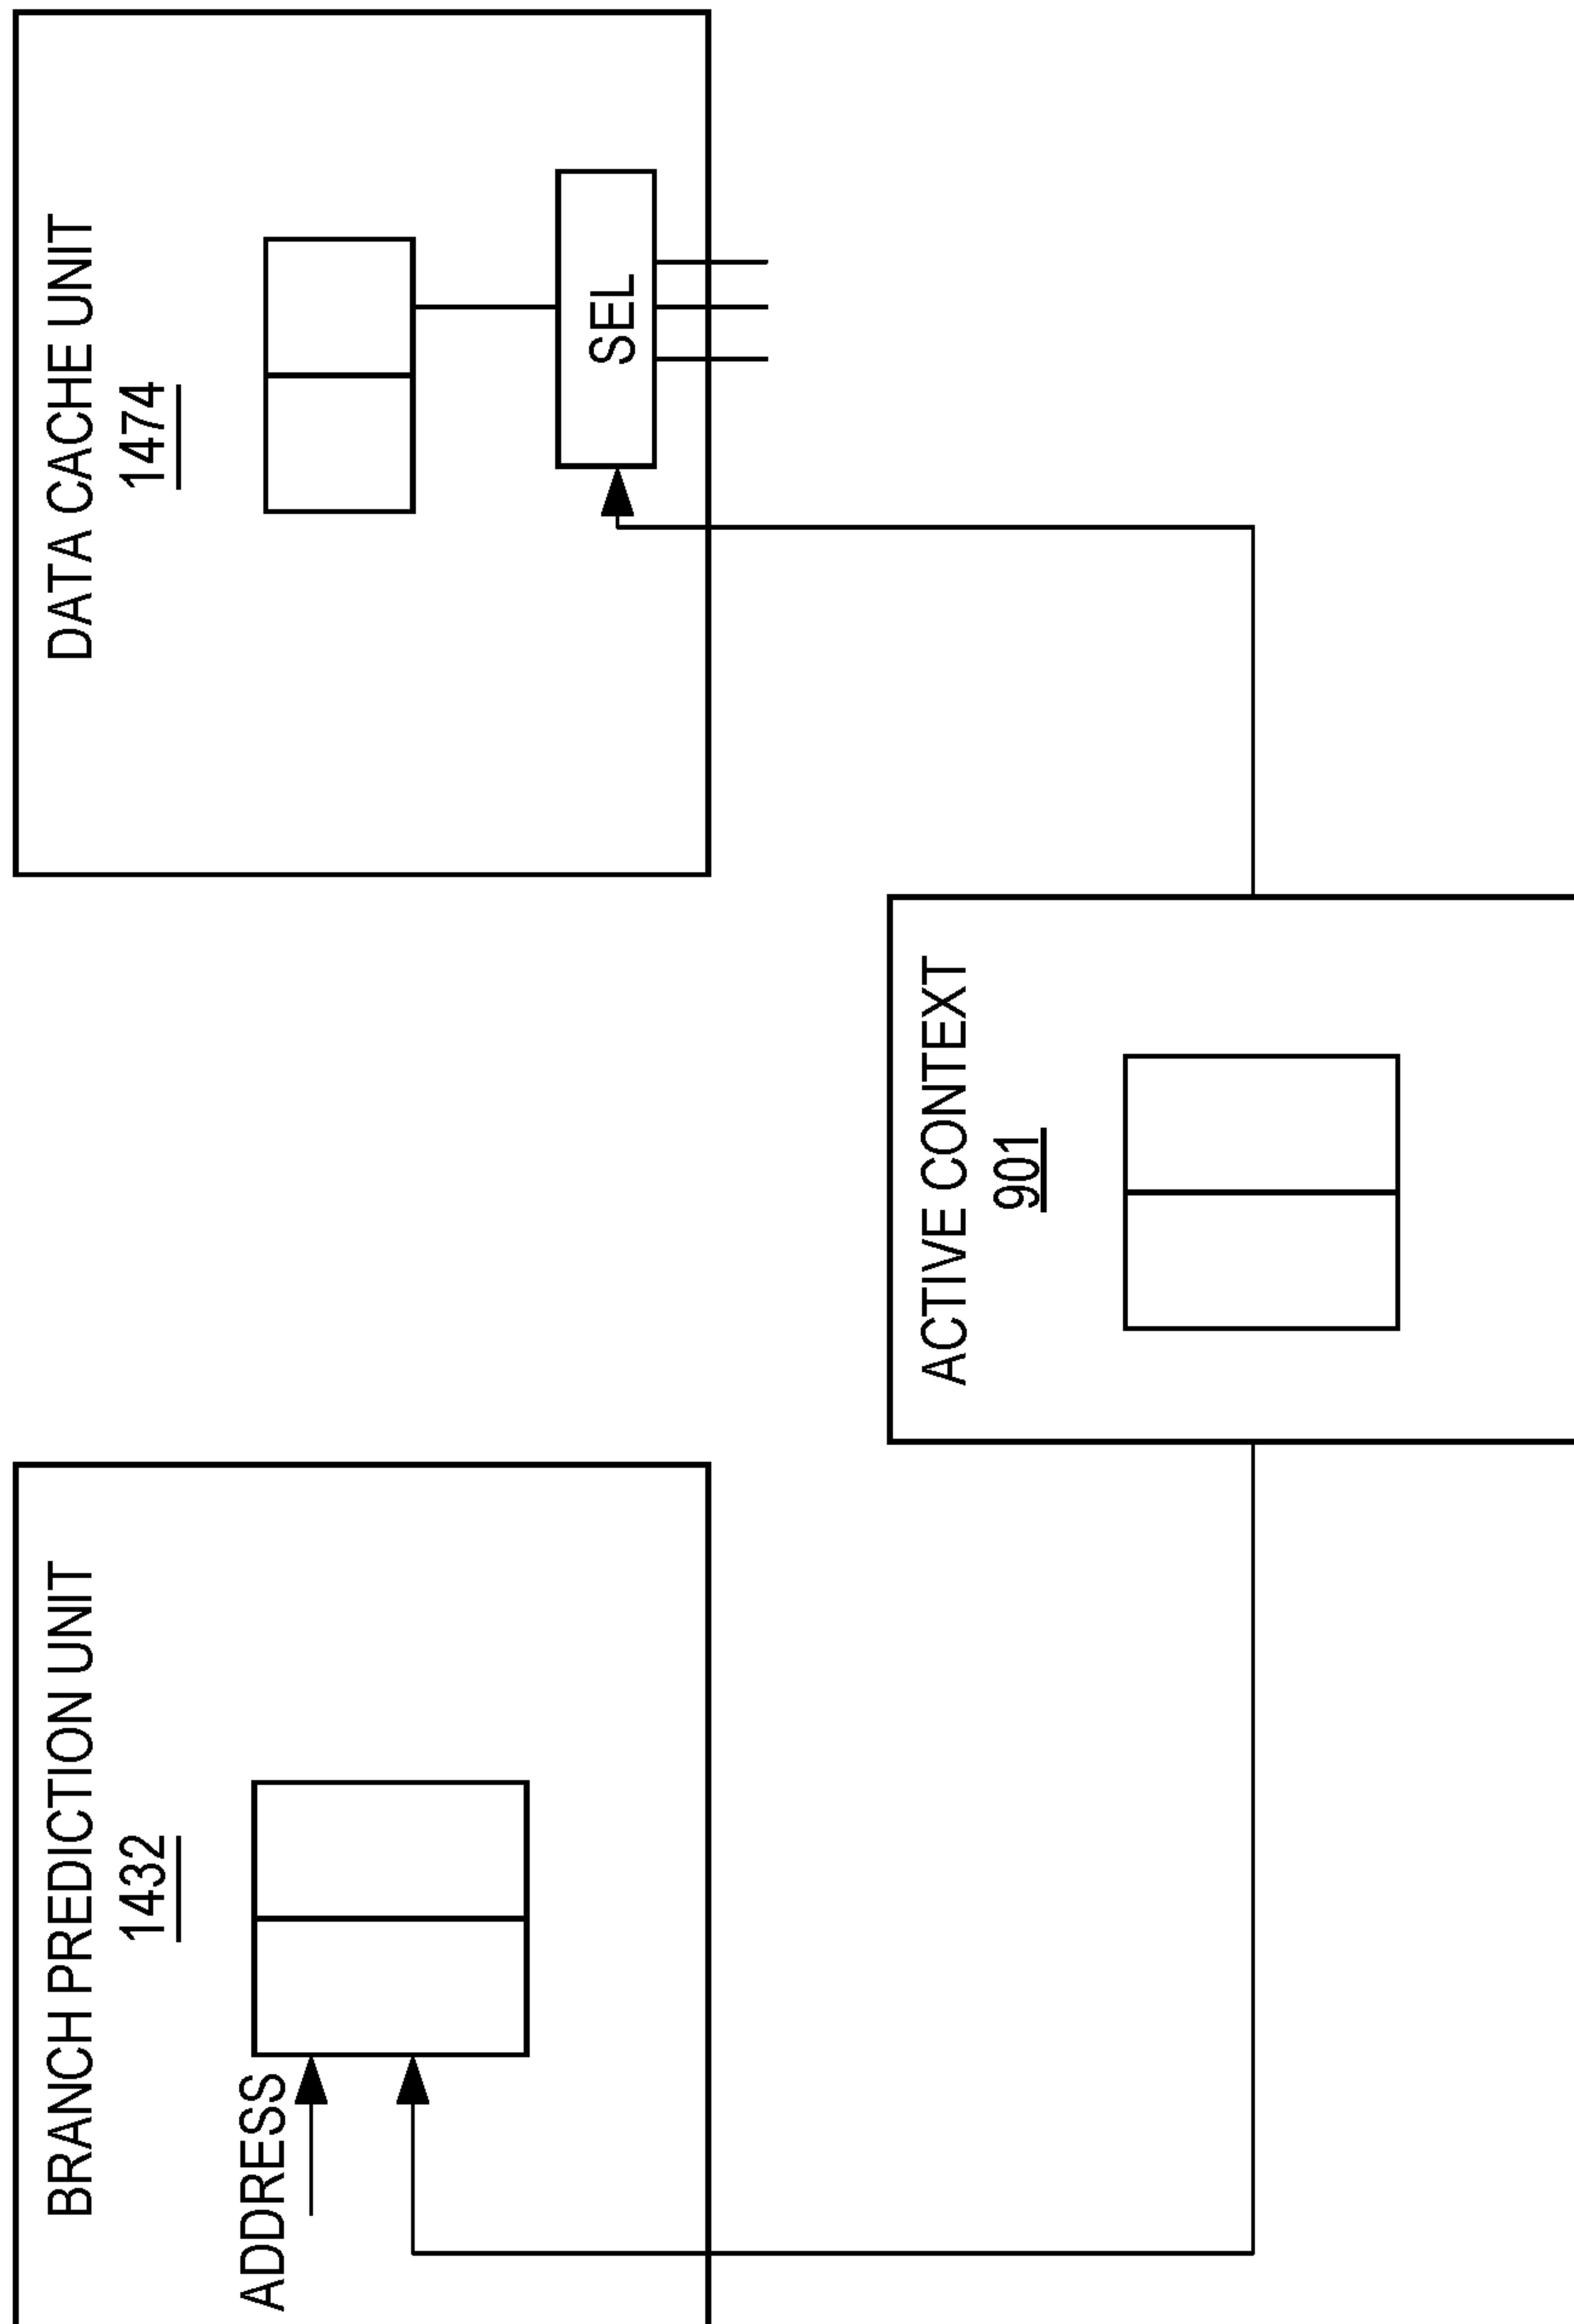 BRANCH PREDICTION UNIT
1432
ADDRESS
DATA CACHE UNIT
1474
SEL
ACTIVE CONTEXT
901